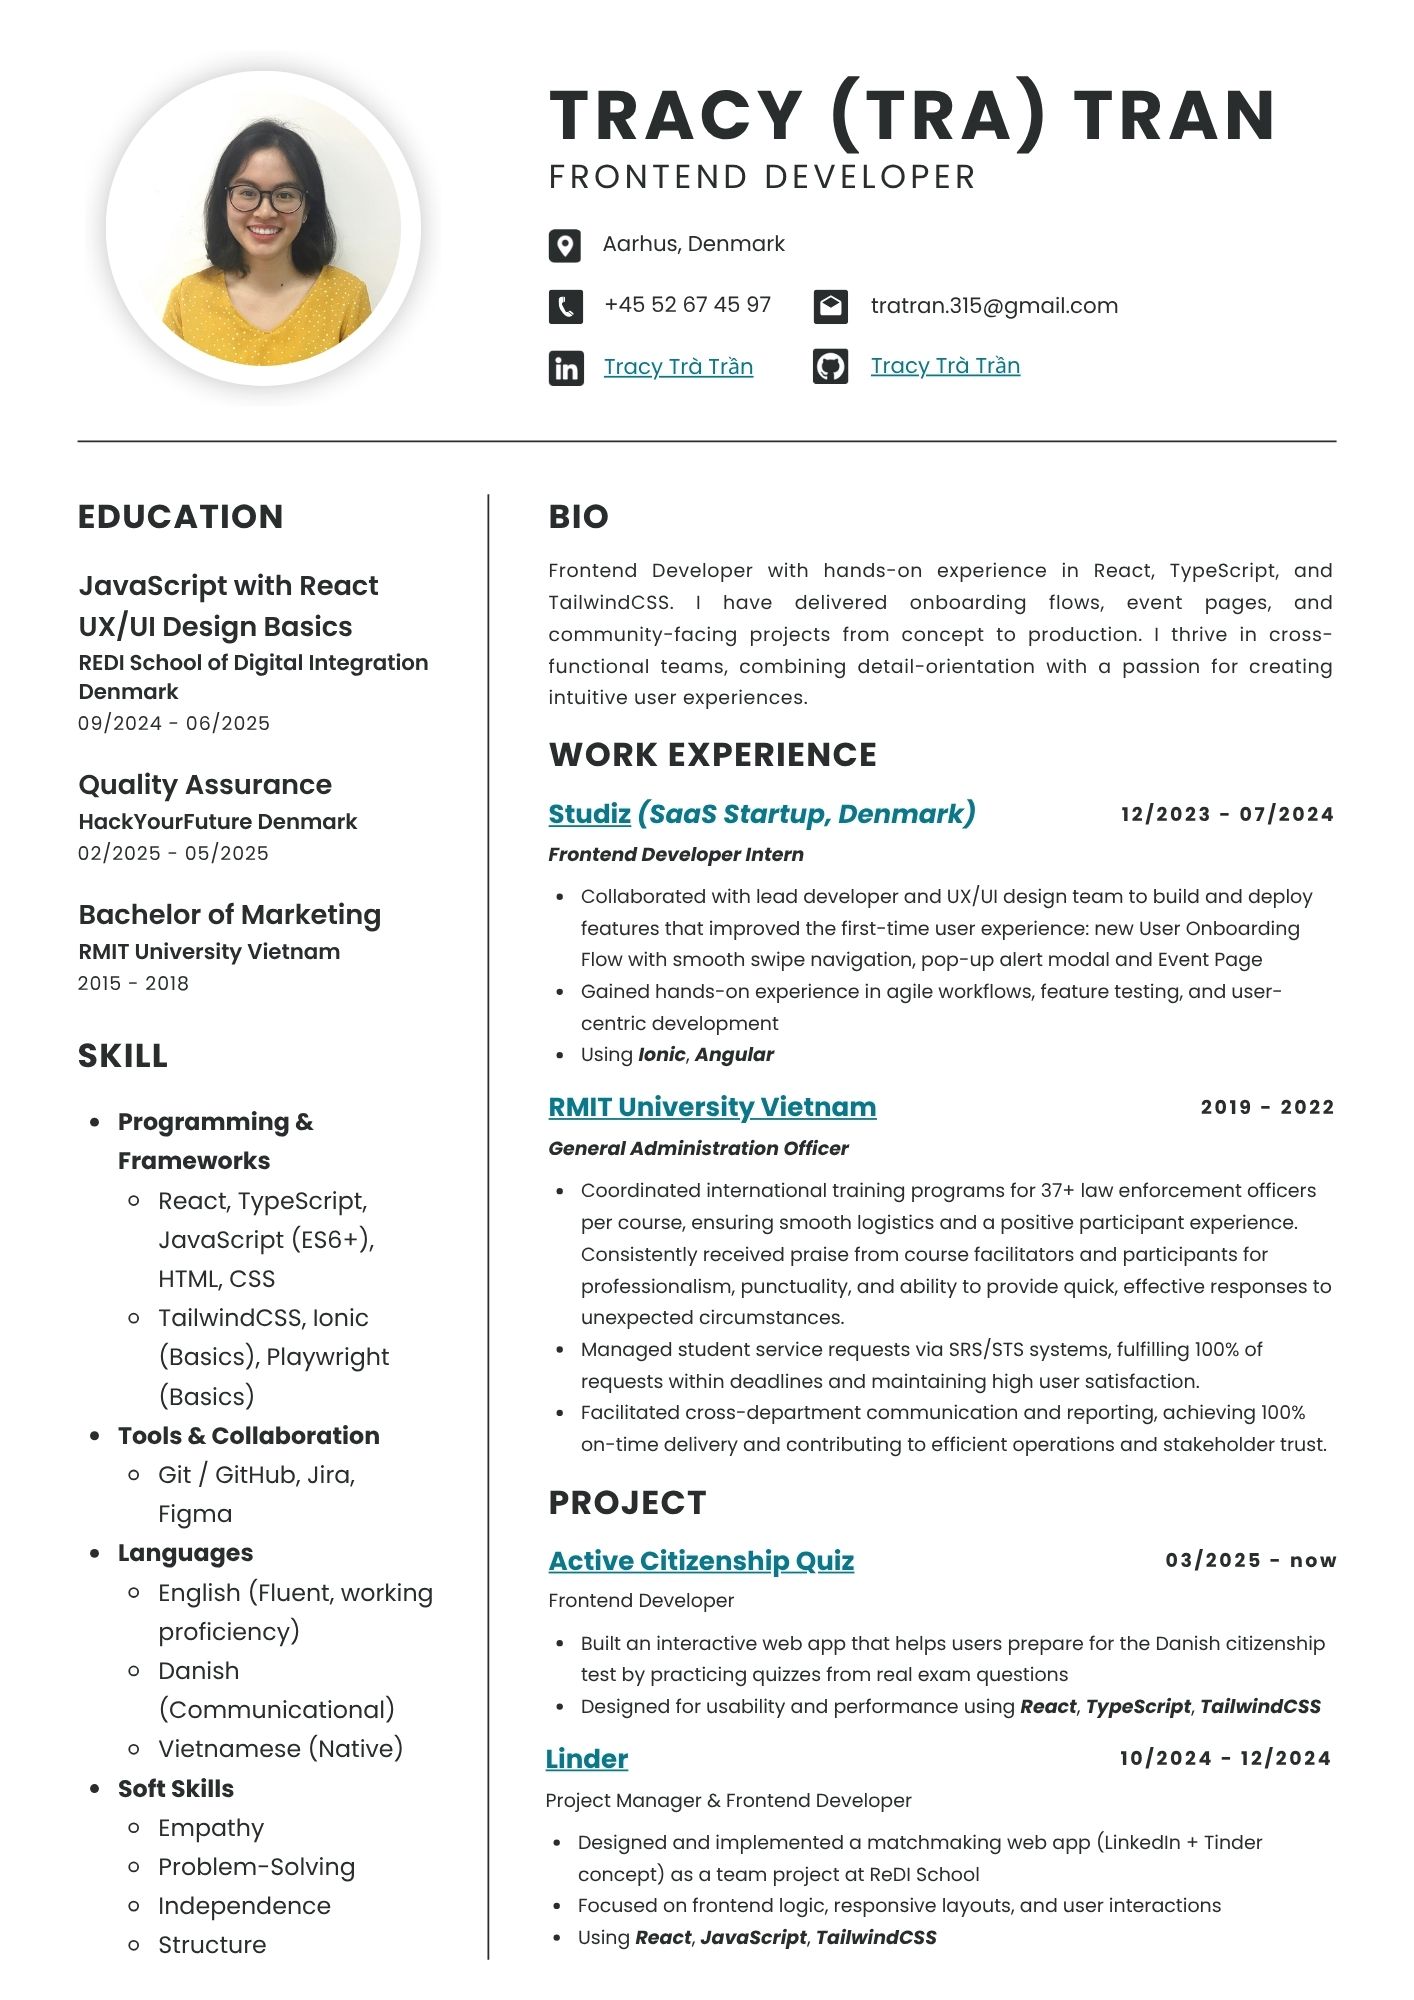 TRACY (TRA) TRAN
FRONTEND DEVELOPER
Aarhus, Denmark
+45 52 67 45 97
tratran.315@gmail.com
Tracy Trà Trần
Tracy Trà Trần
EDUCATION
JavaScript with React
UX/UI Design Basics
REDI School of Digital Integration
Denmark
09/2024 - 06/2025
Quality Assurance
HackYourFuture Denmark
02/2025 - 05/2025
Bachelor of Marketing
RMIT University Vietnam
2015 - 2018
SKILL
• Programming &
Frameworks
○ React, TypeScript,
JavaScript (ES6+),
HTML, CSS
○ TailwindCSS, Ionic
(Basics), Playwright
(Basics)
• Tools & Collaboration
○ Git / GitHub, Jira,
Figma
• Languages
○ English (Fluent, working
proficiency)
○ Danish
(Communicational)
○ Vietnamese (Native)
• Soft Skills
○ Empathy
○ Problem-Solving
○ Independence
○ Structure
BIO
Frontend Developer with hands-on experience in React, TypeScript, and
TailwindCSS. I have delivered onboarding flows, event pages, and
community-facing projects from concept to production. I thrive in cross-
functional teams, combining detail-orientation with a passion for creating
intuitive user experiences.
WORK EXPERIENCE
Studiz (SaaS Startup, Denmark) 12/2023 - 07/2024
Frontend Developer Intern
• Collaborated with lead developer and UX/UI design team to build and deploy
features that improved the first-time user experience: new User Onboarding
Flow with smooth swipe navigation, pop-up alert modal and Event Page
• Gained hands-on experience in agile workflows, feature testing, and user-
centric development
• Using Ionic, Angular
RMIT University Vietnam 2019 - 2022
General Administration Officer
• Coordinated international training programs for 37+ law enforcement officers
per course, ensuring smooth logistics and a positive participant experience.
Consistently received praise from course facilitators and participants for
professionalism, punctuality, and ability to provide quick, effective responses to
unexpected circumstances.
• Managed student service requests via SRS/STS systems, fulfilling 100% of
requests within deadlines and maintaining high user satisfaction.
• Facilitated cross-department communication and reporting, achieving 100%
on-time delivery and contributing to efficient operations and stakeholder trust.
PROJECT
Active Citizenship Quiz 03/2025 - now
Frontend Developer
• Built an interactive web app that helps users prepare for the Danish citizenship
test by practicing quizzes from real exam questions
• Designed for usability and performance using React, TypeScript, TailwindCSS
Linder 10/2024 - 12/2024
Project Manager & Frontend Developer
• Designed and implemented a matchmaking web app (LinkedIn + Tinder
concept) as a team project at ReDI School
• Focused on frontend logic, responsive layouts, and user interactions
• Using React, JavaScript, TailwindCSS